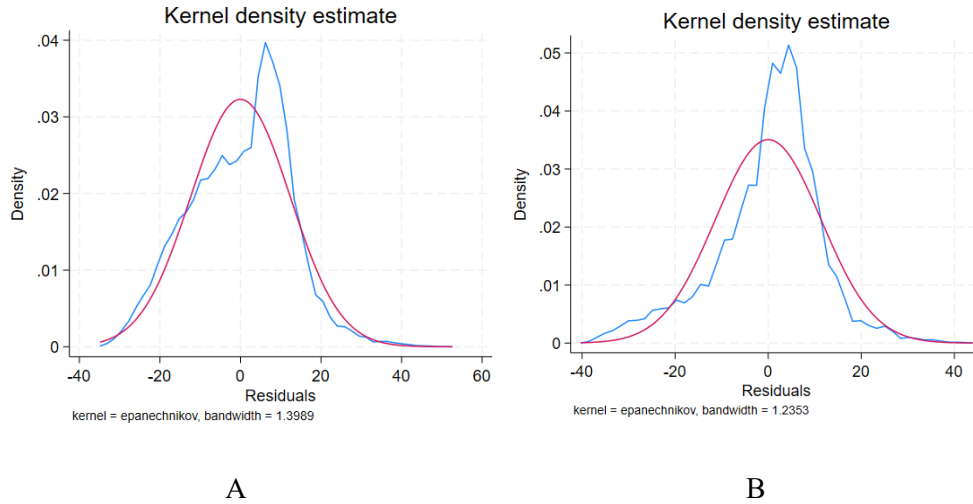 Kernel density estimate
.04
.03
.02
.01
0
Density
-40 -20 0 20 40 60
Residuals
kernel = epanechnikov, bandwidth = 1.3989
A
Kernel density estimate
.05
.04
.03
.02
.01
0
Density
-40 -20 0 20 40
Residuals
kernel = epanechnikov, bandwidth = 1.2353
B